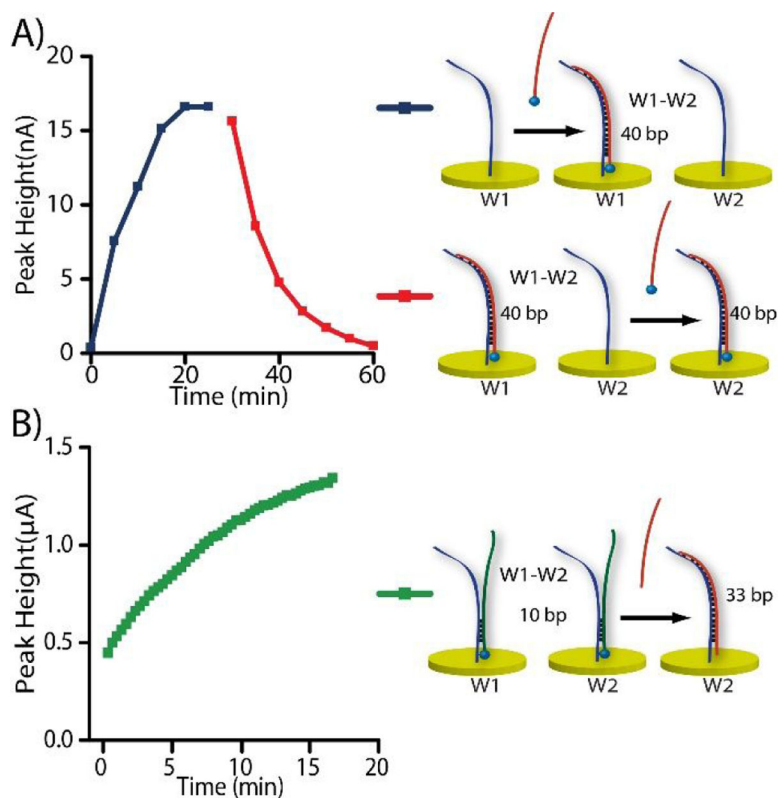 A)
20
15
10
5
0
Peak Height(nA)
0 20 40 60
Time (min)
W1-W2
40 bp
W1 W1 W2
W1-W2
40 bp 40 bp
W1 W2 W2
B)
1.5
1.0
0.5
0.0
Peak Height(µA)
0 5 10 15 20
Time (min)
W1-W2
10 bp
33 bp
W1 W2 W2